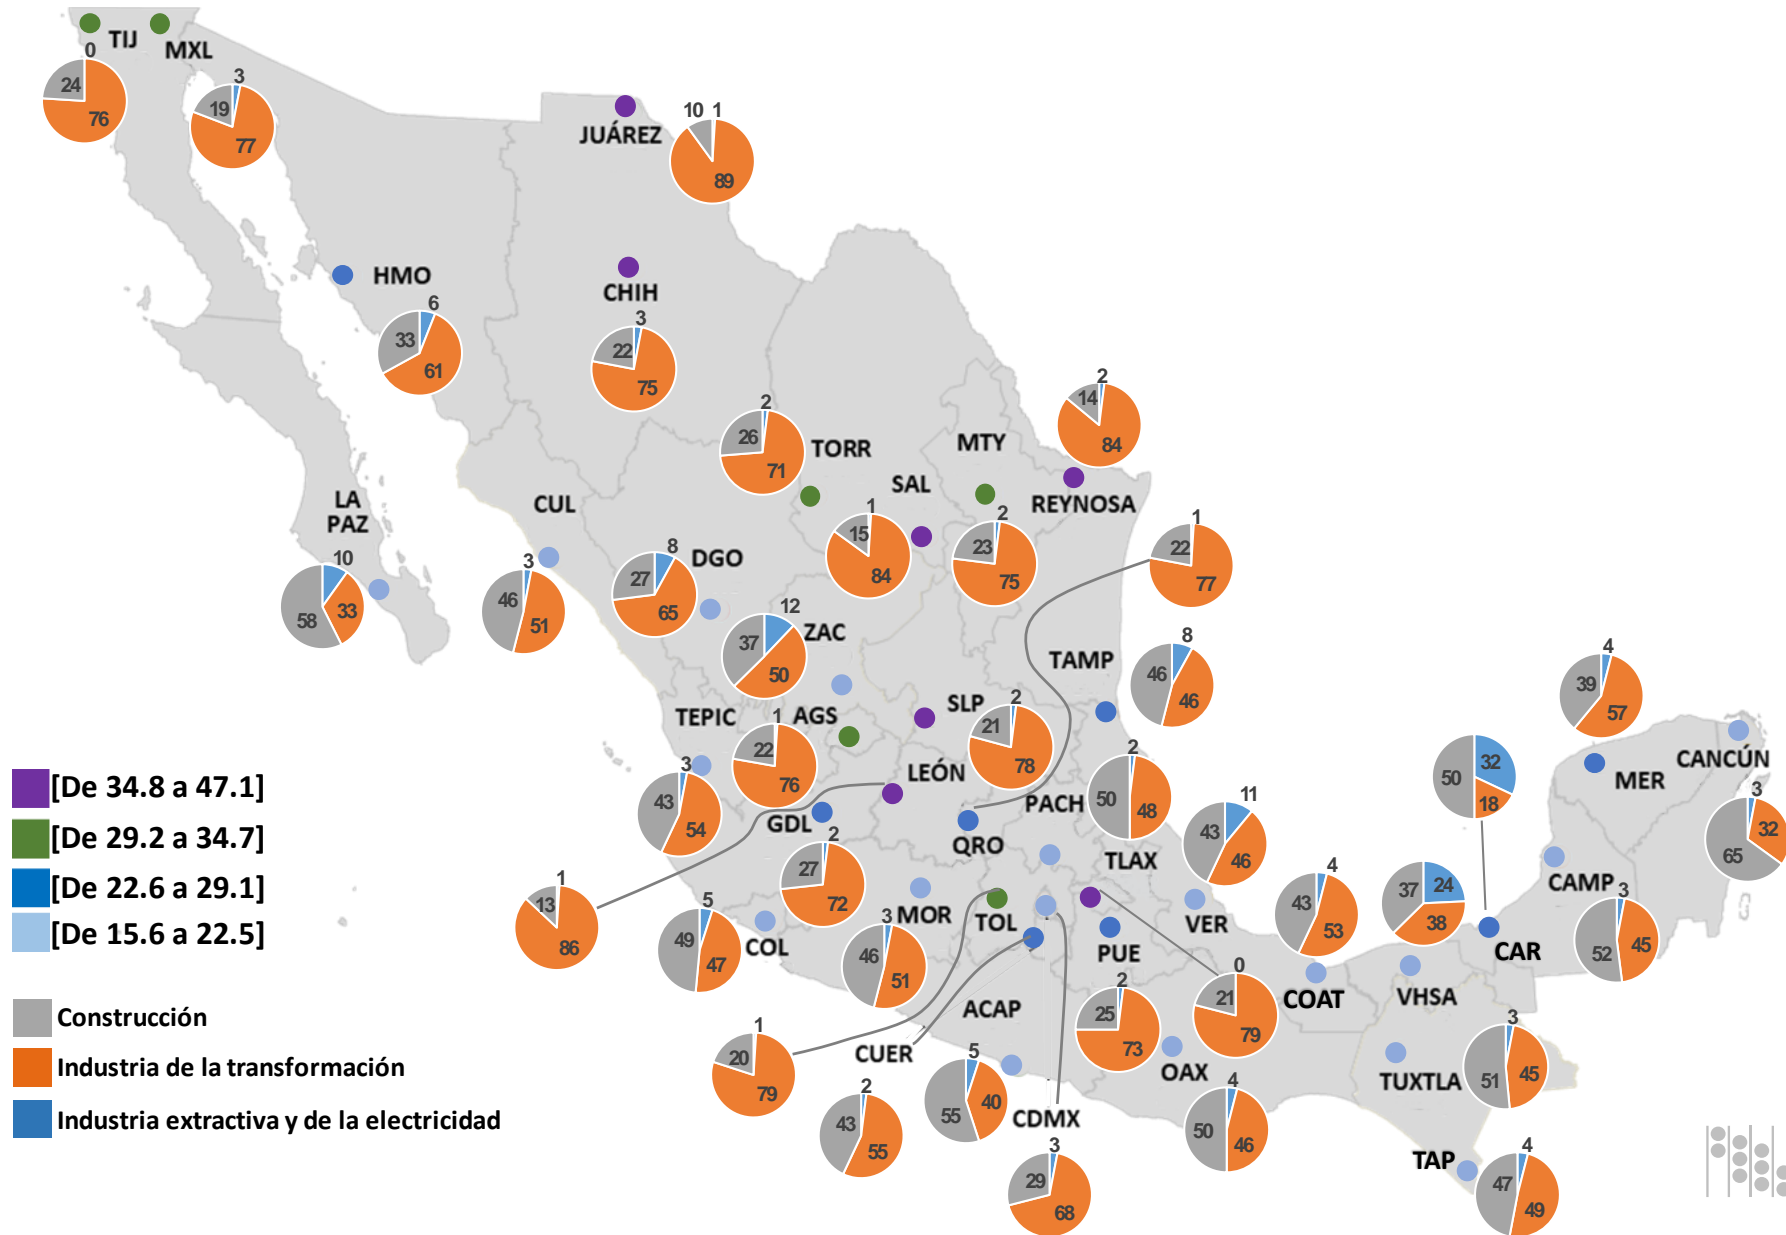 TIJ
MXL
0
24
76
3
19
77
JUÁREZ
10
1
89
HMO
6
33
61
CHIH
3
22
75
2
26
71
TORR
MTY
2
14
84
SAL
REYNOSA
LA
PAZ
10
58
33
CUL
3
46
51
DGO
8
27
65
1
15
84
2
23
75
1
22
77
ZAC
12
37
50
TAMP
8
46
46
4
39
57
TEPIC
AGS
1
22
76
SLP
2
21
78
MER
CANCÚN
3
32
65
32
50
18
3
43
54
LEÓN
GDL
PACH
2
50
48
11
43
46
QRO
TLAX
2
27
72
[De 34.8 a 47.1]
[De 29.2 a 34.7]
[De 22.6 a 29.1]
[De 15.6 a 22.5]
1
13
86
5
49
47
COL
MOR
3
46
51
TOL
PUE
VER
4
43
53
24
37
38
CAR
CAMP
3
52
45
COAT
VHSA
Construcción
Industria de la transformación
Industria extractiva y de la electricidad
ACAP
CUER
1
20
79
2
43
55
5
55
40
CDMX
3
29
68
2
25
73
0
21
79
OAX
4
50
46
TUXTLA
3
51
45
TAP
4
47
49